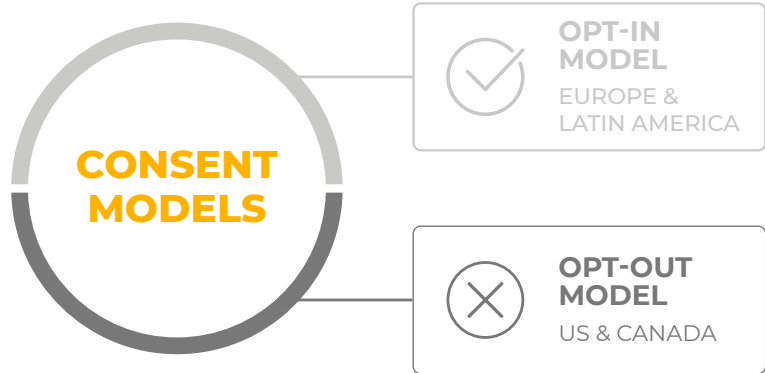 CONSENT
MODELS
OPT-IN
MODEL
EUROPE &
LATIN AMERICA
OPT-OUT
MODEL
US & CANADA